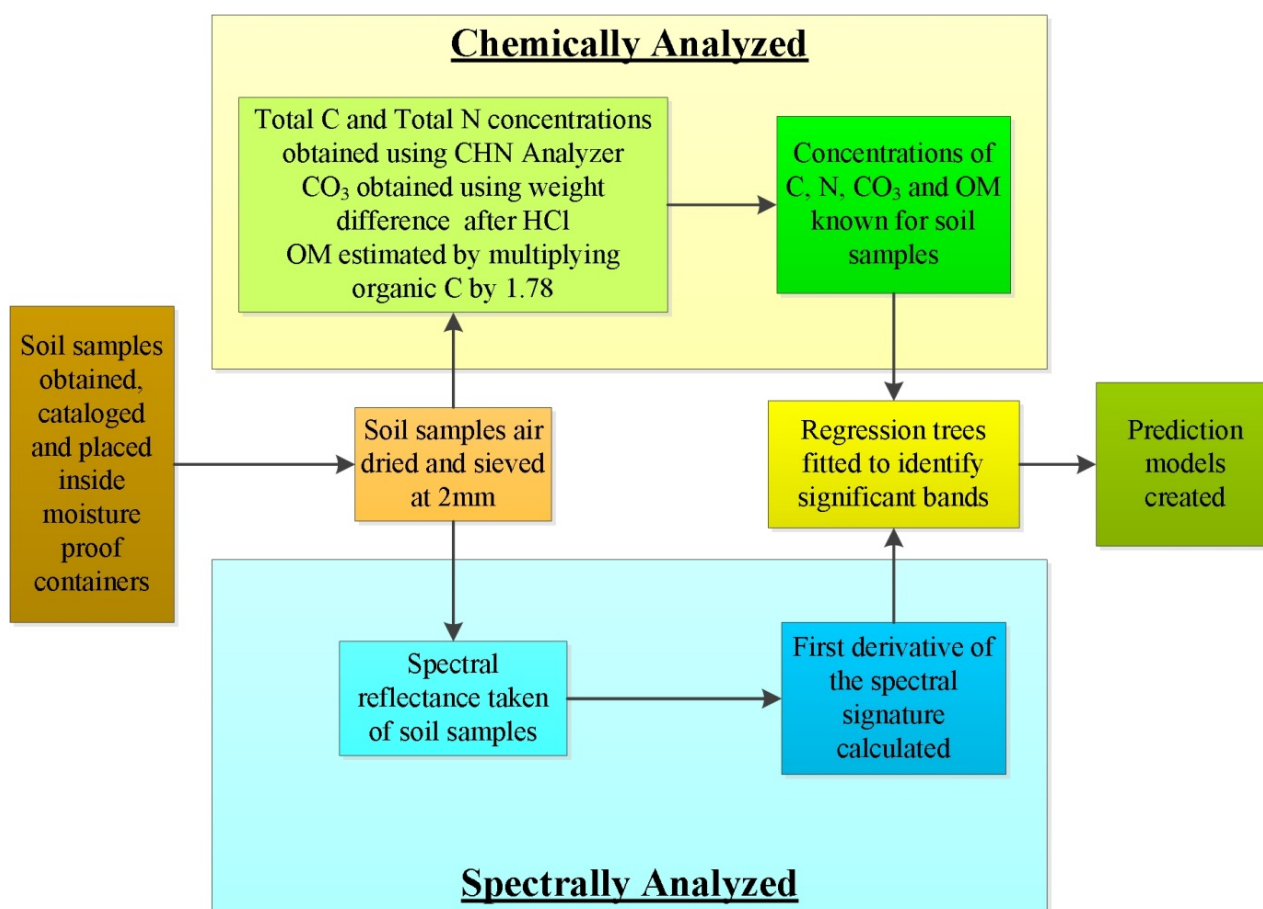 Chemically Analyzed
Total C and Total N concentrations
obtained using CHN Analyzer
CO₃ obtained using weight
difference after HCl
OM estimated by multiplying
organic C by 1.78
Concentrations of
C, N, CO₃ and OM
known for soil
samples
Soil samples
obtained,
cataloged
and placed
inside
moisture
proof
containers
Soil samples air
dried and sieved
at 2mm
Regression trees
fitted to identify
significant bands
Prediction
models
created
Spectral
reflectance taken
of soil samples
First derivative of
the spectral
signature
calculated
Spectrally Analyzed